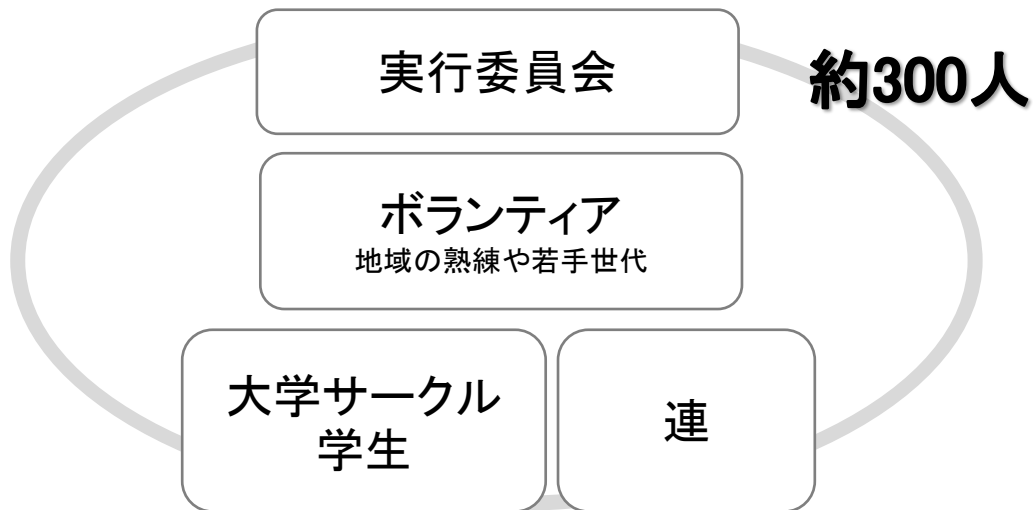 実行委員会
約300人
ボランティア
地域の熟練や若手世代
大学サークル
学生
連